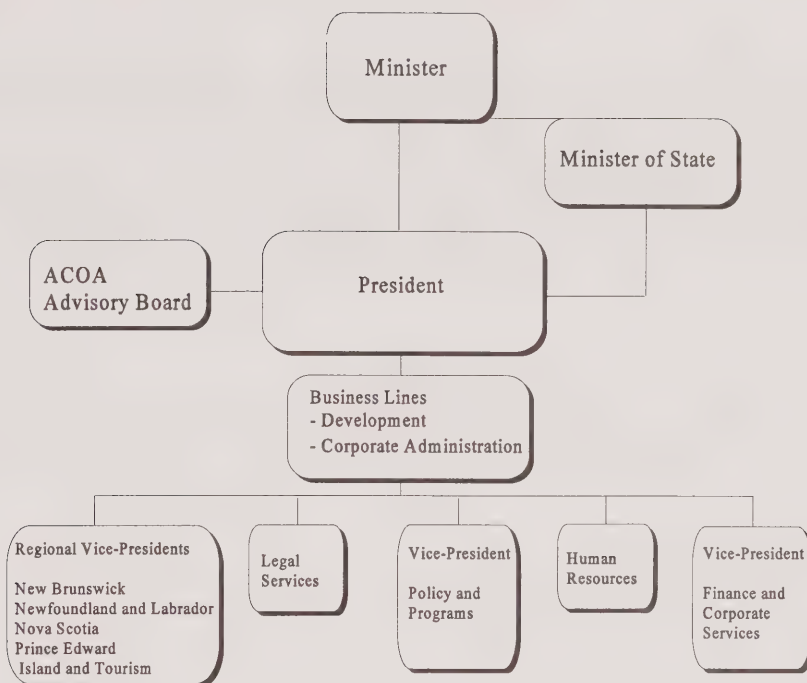 Minister
Minister of State
ACOA
Advisory Board
President
Business Lines
- Development
- Corporate Administration
Regional Vice-Presidents
New Brunswick
Newfoundland and Labrador
Nova Scotia
Prince Edward
Island and Tourism
Legal
Services
Vice-President
Policy and
Programs
Human
Resources
Vice-President
Finance and
Corporate
Services